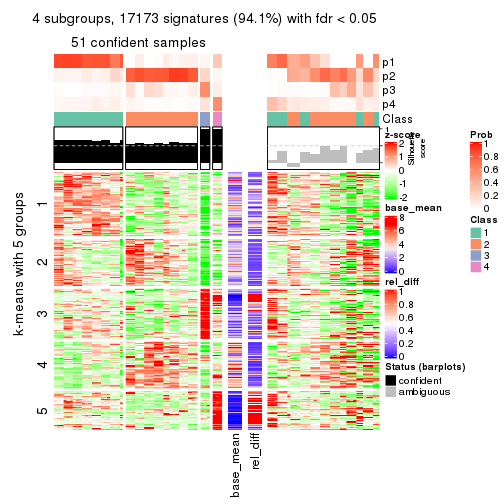 4 subgroups, 17173 signatures (94.1%) with fdr < 0.05
51 confident samples
p1
p2
p3
p4
Class
1
Silhouette
score
z-score
2
1
0
-1
-2
base_mean
8
6
4
2
0
rel_diff
1
0.8
0.6
0.4
0.2
0
Status (barplots)
confident
ambiguous
Prob
1
0.8
0.6
0.4
0.2
0
Class
1
2
3
4
k-means with 5 groups
1
2
3
4
5
base_mean
rel_diff